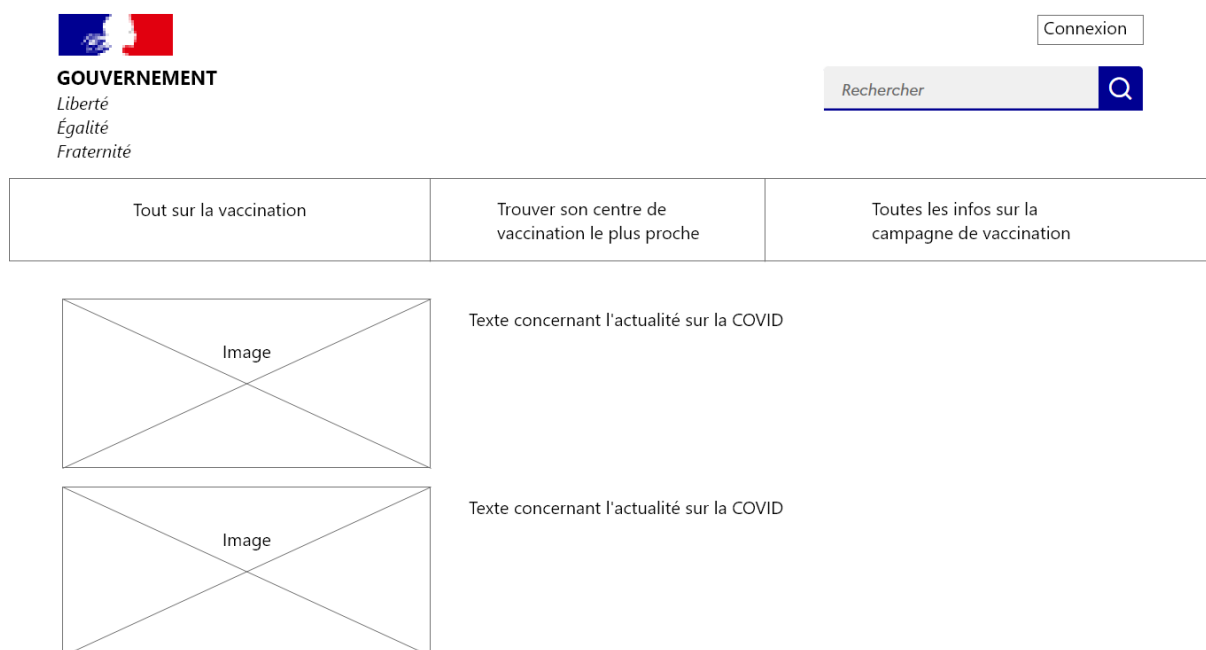 Connexion
GOUVERNEMENT
Liberté
Égalité
Fraternité
Rechercher
Tout sur la vaccination
Trouver son centre de
vaccination le plus proche
Toutes les infos sur la
campagne de vaccination
Image
Texte concernant l'actualité sur la COVID
Image
Texte concernant l'actualité sur la COVID